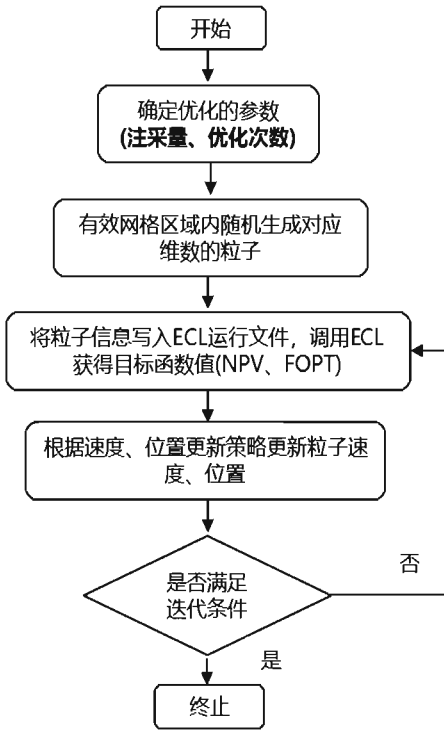 开始
确定优化的参数
(注采量、优化次数)
有效网格区域内随机生成对应
维数的粒子
将粒子信息写入ECL运行文件，调用ECL
获得目标函数值(NPV、FOPT)
根据速度、位置更新策略更新粒子速
度、位置
是否满足
迭代条件
否
是
终止